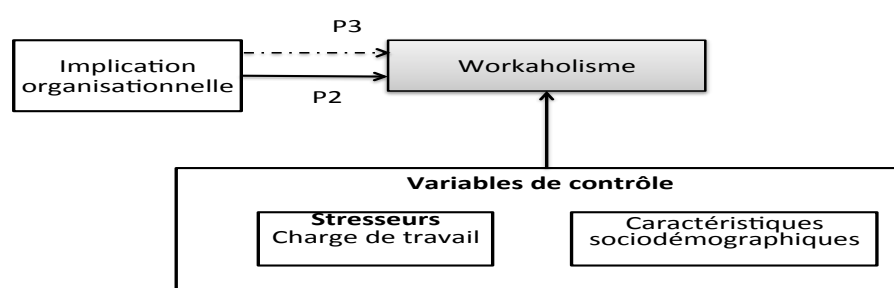 P3
Implication
organisationnelle
Workaholisme
P2
Variables de contrôle
Stresseurs
Charge de travail
Caractéristiques
sociodémographiques